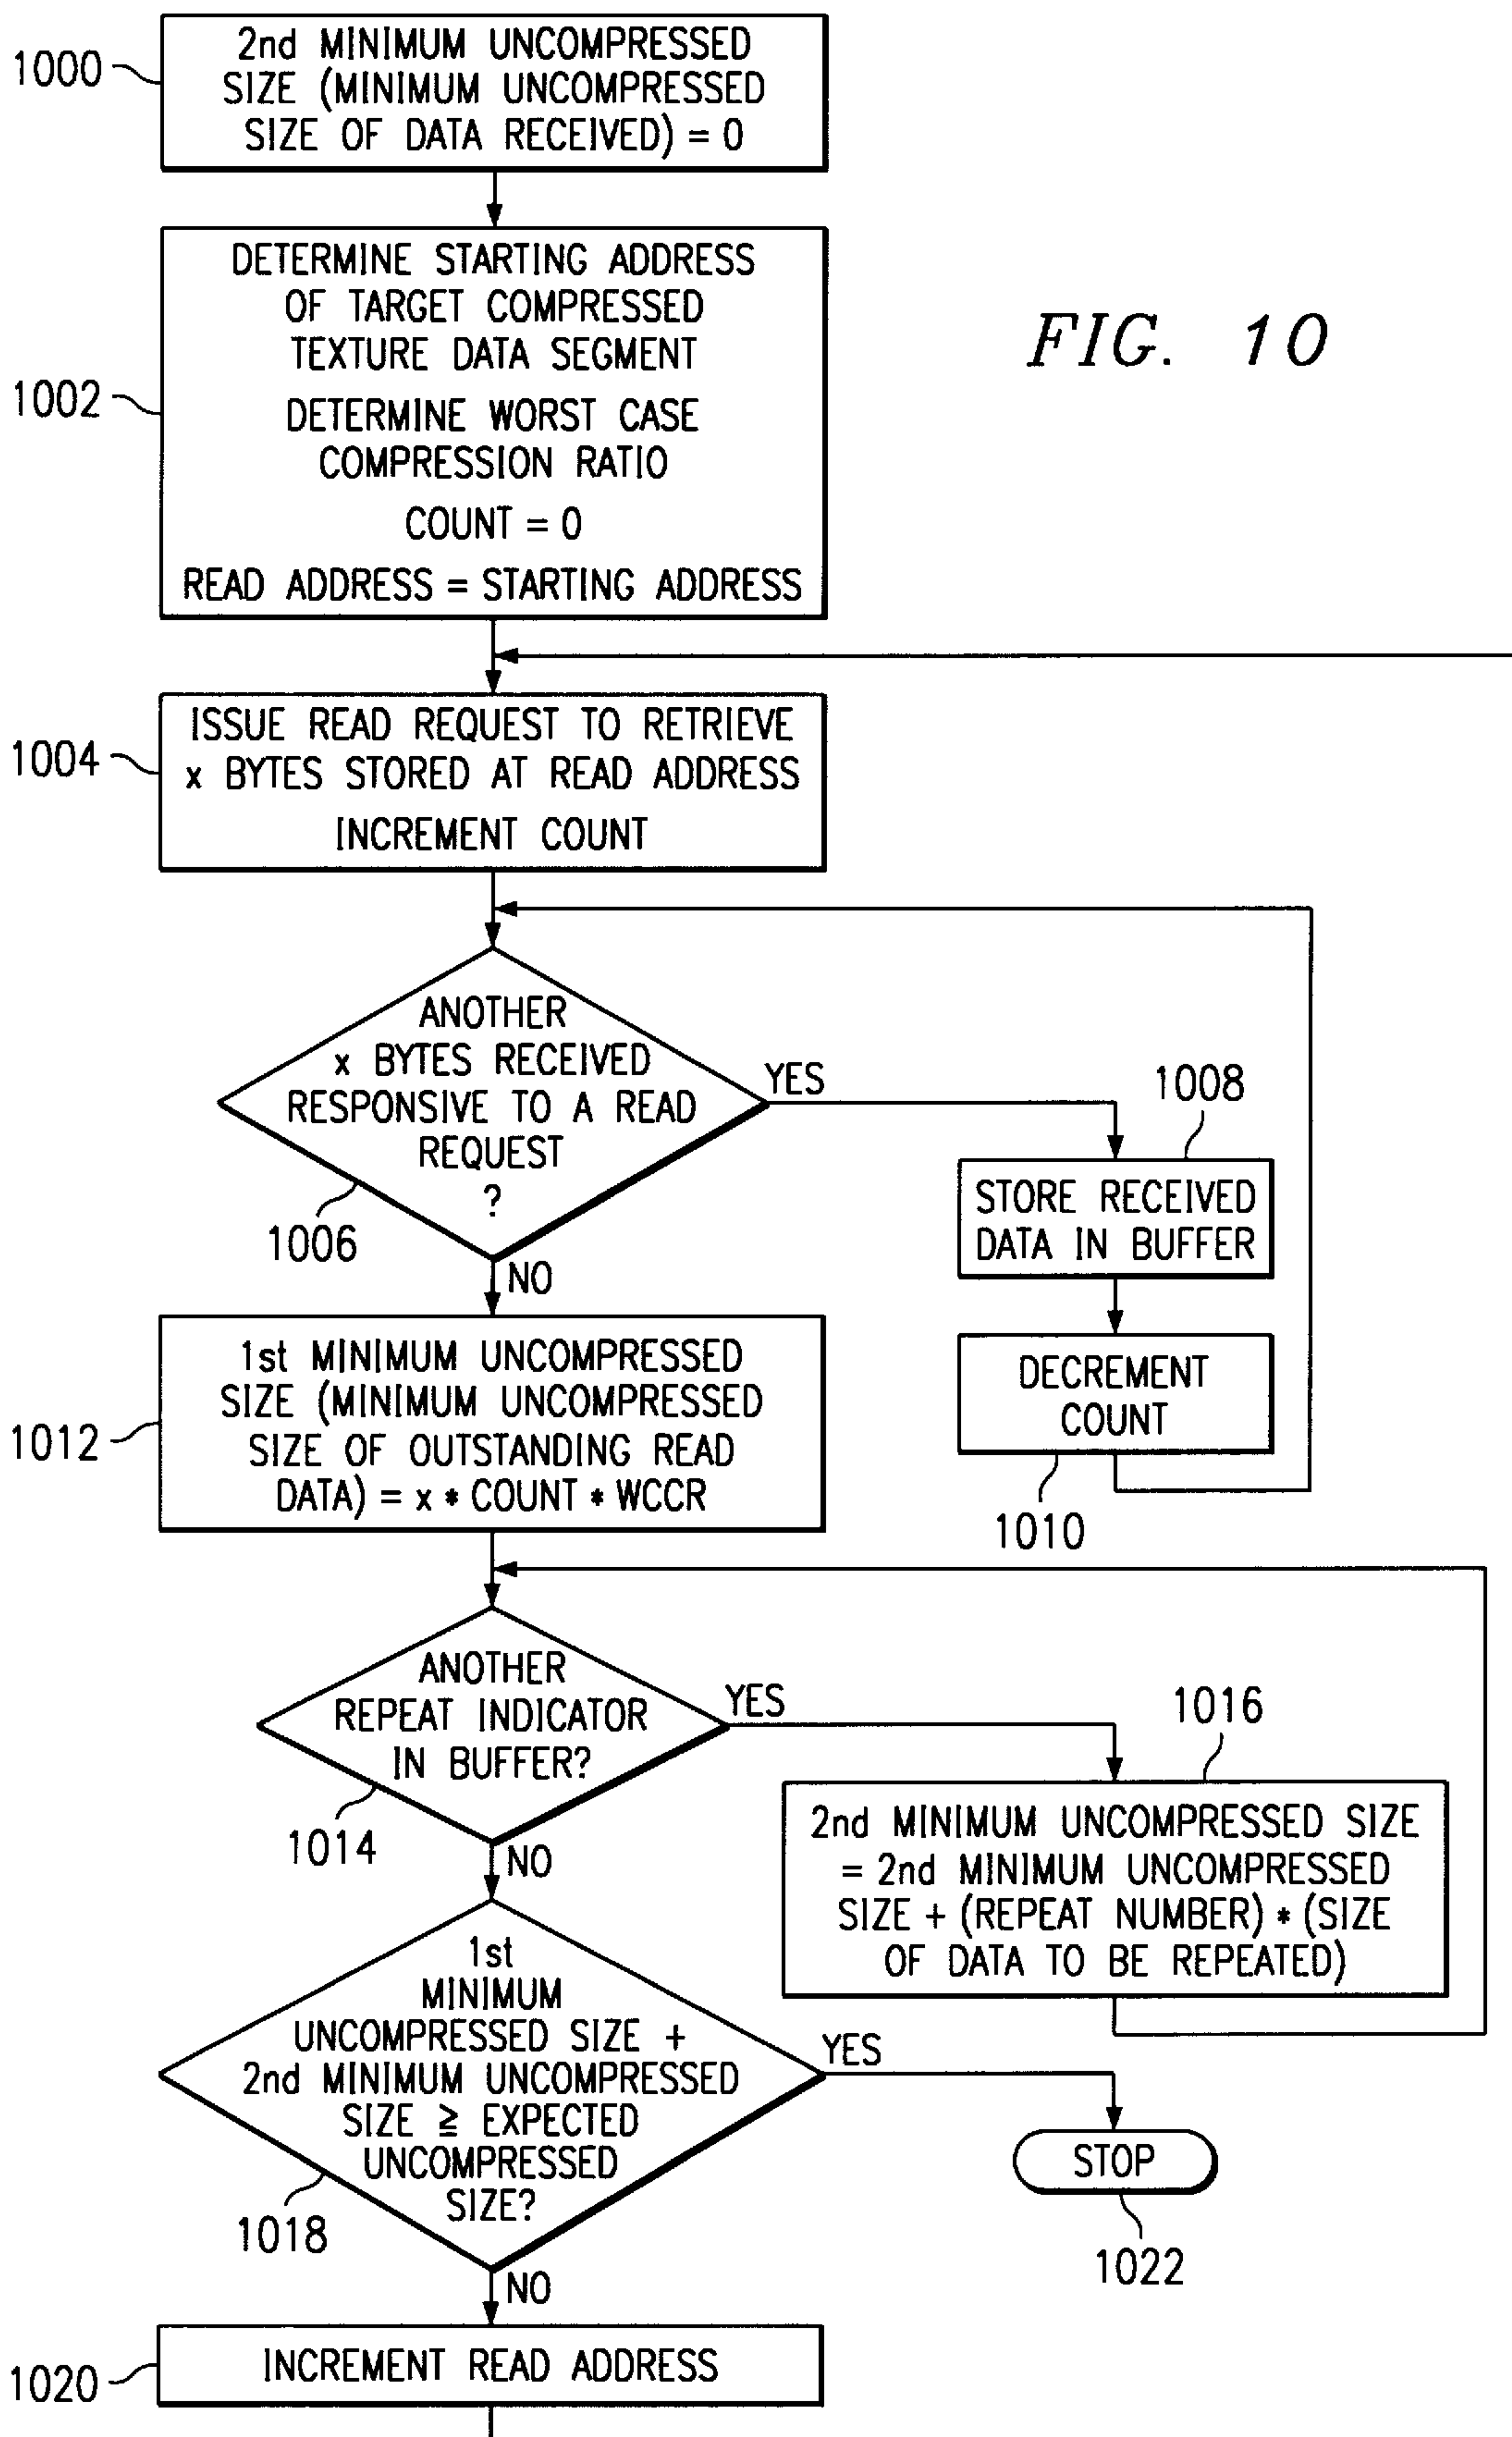 1000
2nd MINIMUM UNCOMPRESSED
SIZE (MINIMUM UNCOMPRESSED
SIZE OF DATA RECEIVED) = 0
FIG. 10
1002
DETERMINE STARTING ADDRESS
OF TARGET COMPRESSED
TEXTURE DATA SEGMENT
DETERMINE WORST CASE
COMPRESSION RATIO
COUNT = 0
READ ADDRESS = STARTING ADDRESS
1004
ISSUE READ REQUEST TO RETRIEVE
x BYTES STORED AT READ ADDRESS
INCREMENT COUNT
ANOTHER
x BYTES RECEIVED
RESPONSIVE TO A READ
REQUEST
?
1006
YES
1008
STORE RECEIVED
DATA IN BUFFER
DECREMENT
COUNT
1010
NO
1012
1st MINIMUM UNCOMPRESSED
SIZE (MINIMUM UNCOMPRESSED
SIZE OF OUTSTANDING READ
DATA) = x * COUNT * WCCR
ANOTHER
REPEAT INDICATOR
IN BUFFER?
1014
YES
1016
2nd MINIMUM UNCOMPRESSED SIZE
= 2nd MINIMUM UNCOMPRESSED
SIZE + (REPEAT NUMBER) * (SIZE
OF DATA TO BE REPEATED)
NO
1st
MINIMUM
UNCOMPRESSED SIZE +
2nd MINIMUM UNCOMPRESSED
SIZE ≧ EXPECTED
UNCOMPRESSED
SIZE?
1018
YES
STOP
1022
NO
1020
INCREMENT READ ADDRESS